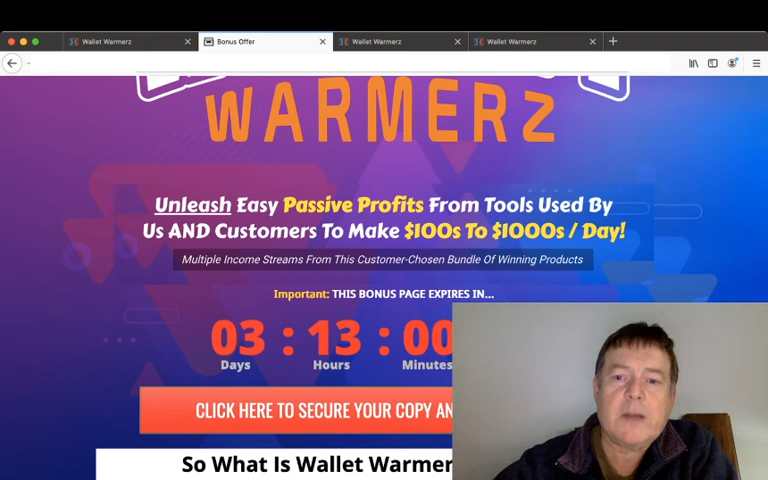 Wallet Warmerz
Bonus Offer
Wallet Warmerz
Wallet Warmerz
WARMERZ
Unleash Easy Passive Profits From Tools Used By
Us AND Customers To Make $100s To $1000s / Day!
Multiple Income Streams From This Customer-Chosen Bundle Of Winning Products
Important: THIS BONUS PAGE EXPIRES IN...
03 : 13 : 00
Days Hours Minutes
CLICK HERE TO SECURE YOUR COPY AN
So What Is Wallet Warmer